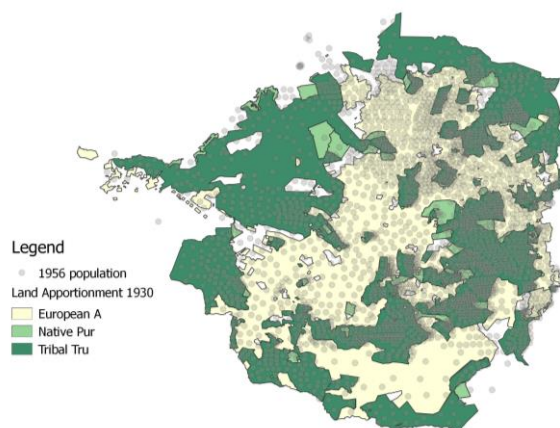 Legend
1956 population
Land Apportionment 1930
European A
Native Pur
Tribal Tru